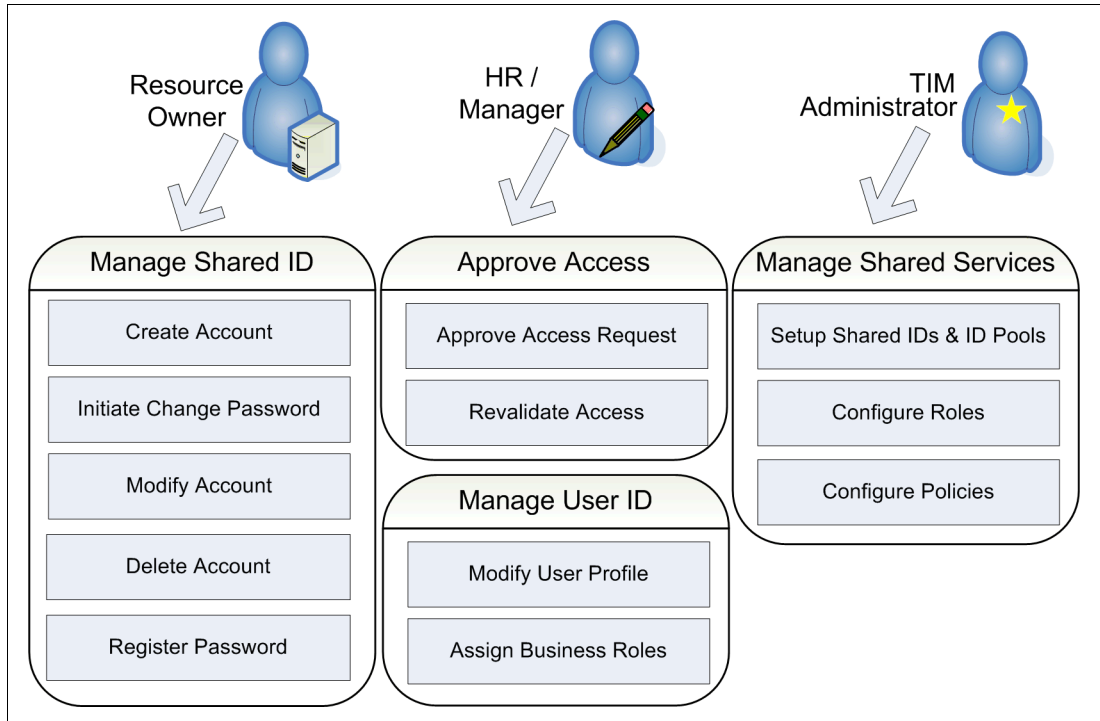 Resource
Owner
HR /
Manager
TIM
Administrator
Manage Shared ID
Create Account
Initiate Change Password
Modify Account
Delete Account
Register Password
Approve Access
Approve Access Request
Revalidate Access
Manage User ID
Modify User Profile
Assign Business Roles
Manage Shared Services
Setup Shared IDs & ID Pools
Configure Roles
Configure Policies